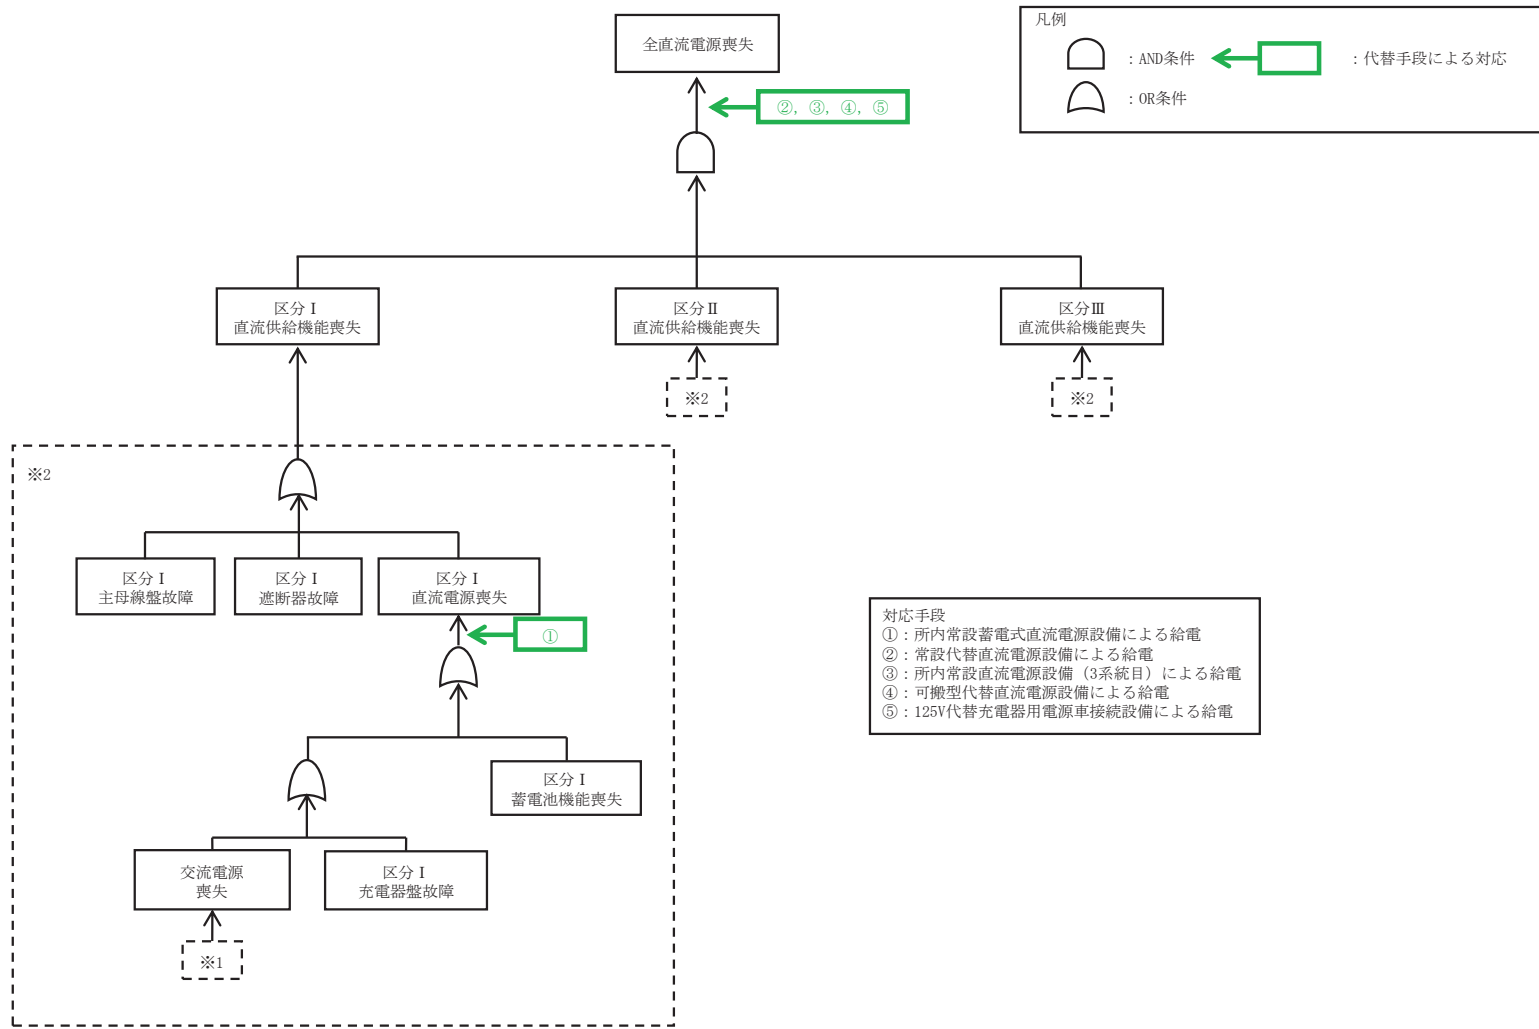 全直流電源喪失
②, ③, ④, ⑤
凡例
：AND条件
：代替手段による対応
：OR条件
区分Ⅰ
直流供給機能喪失
区分Ⅱ
直流供給機能喪失
区分Ⅲ
直流供給機能喪失
※2
※2
※2
区分Ⅰ
主母線盤故障
区分Ⅰ
遮断器故障
区分Ⅰ
直流電源喪失
①
区分Ⅰ
蓄電池機能喪失
交流電源
喪失
区分Ⅰ
充電器盤故障
※1
対応手段
①：所内常設蓄電式直流電源設備による給電
②：常設代替直流電源設備による給電
③：所内常設直流電源設備（3系統目）による給電
④：可搬型代替直流電源設備による給電
⑤：125V代替充電器用電源車接続設備による給電